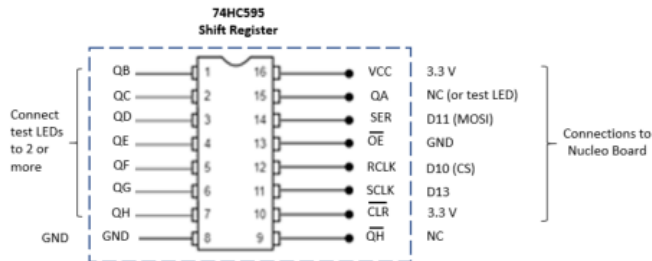 74HC595
Shift Register
QB 1 16 VCC 3.3 V
QC 2 15 QA NC (or test LED)
QD 3 14 SER D11 (MOSI)
QE 4 13 OE GND
QF 5 12 RCLK D10 (CS)
QG 6 11 SCLK D13
QH 7 10 CLR 3.3 V
GND GND 8 9 QH NC
Connect
test LEDs
to 2 or
more
Connections to
Nucleo Board